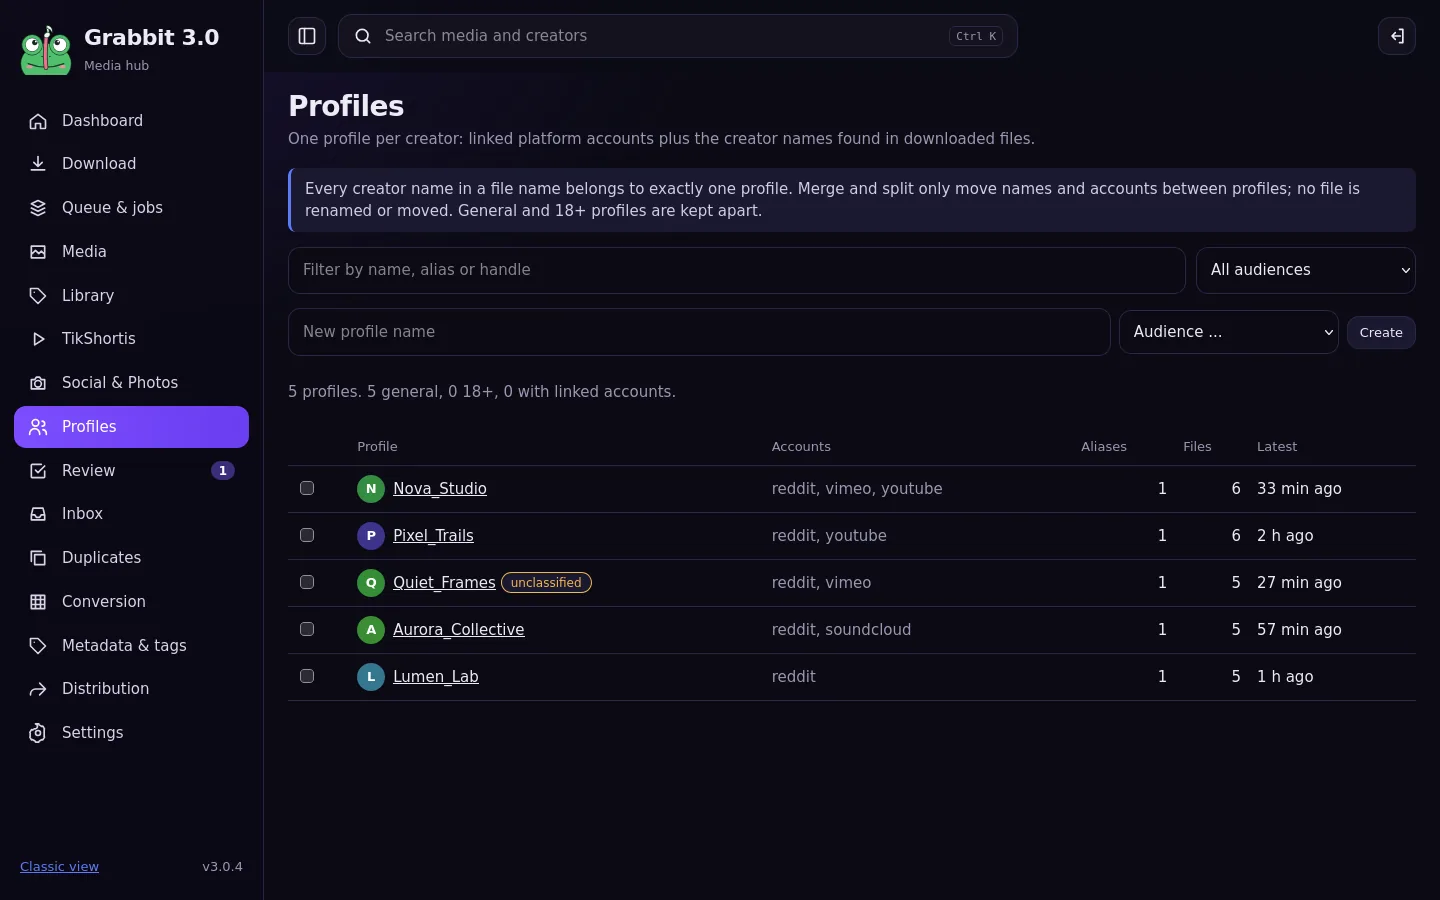 Grabbit 3.0
Media hub
Dashboard
Download
Queue & jobs
Media
Library
TikShortis
Social & Photos
Profiles
Review 1
Inbox
Duplicates
Conversion
Metadata & tags
Distribution
Settings
Classic view v3.0.4
Search media and creators Ctrl K
Profiles
One profile per creator: linked platform accounts plus the creator names found in downloaded files.
Every creator name in a file name belongs to exactly one profile. Merge and split only move names and accounts between profiles; no file is
renamed or moved. General and 18+ profiles are kept apart.
Filter by name, alias or handle All audiences
New profile name Audience ... Create
5 profiles. 5 general, 0 18+, 0 with linked accounts.
Profile Accounts Aliases Files Latest
N Nova_Studio reddit, vimeo, youtube 1 6 33 min ago
P Pixel_Trails reddit, youtube 1 6 2 h ago
Q Quiet_Frames unclassified reddit, vimeo 1 5 27 min ago
A Aurora_Collective reddit, soundcloud 1 5 57 min ago
L Lumen_Lab reddit 1 5 1 h ago